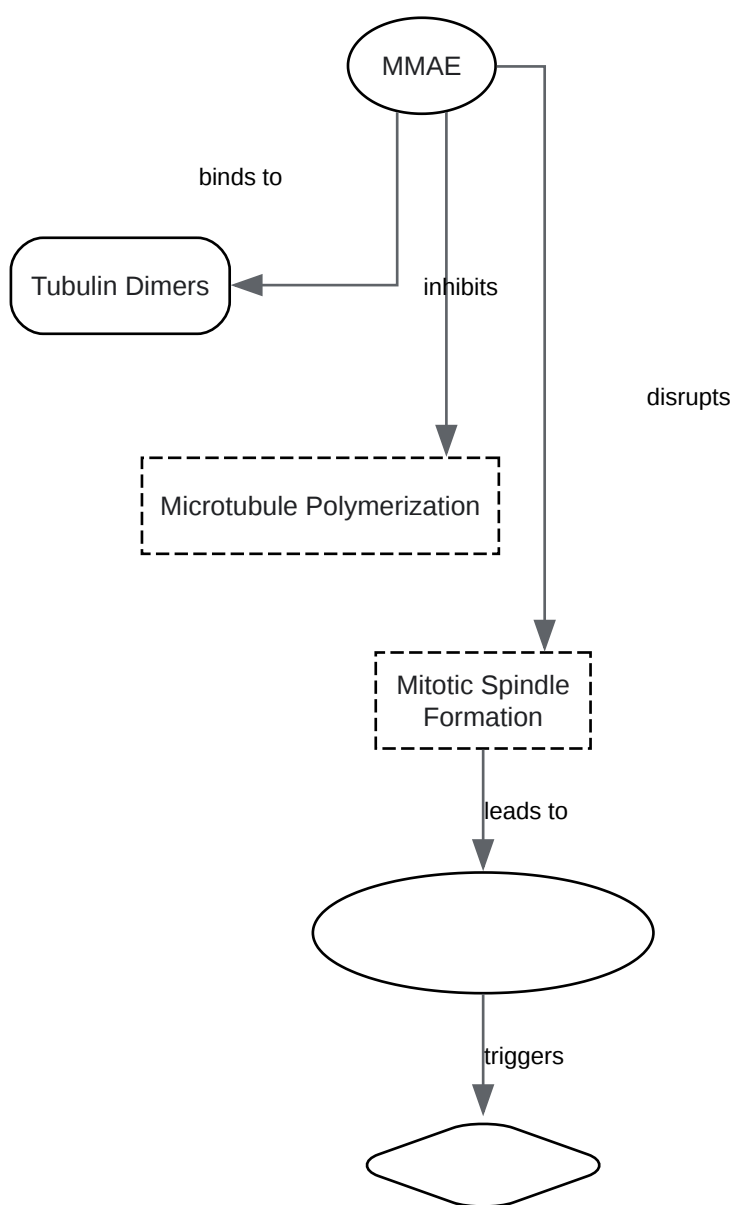 MMAE
binds to
Tubulin Dimers
inhibits
disrupts
Microtubule Polymerization
Mitotic Spindle
Formation
leads to
triggers